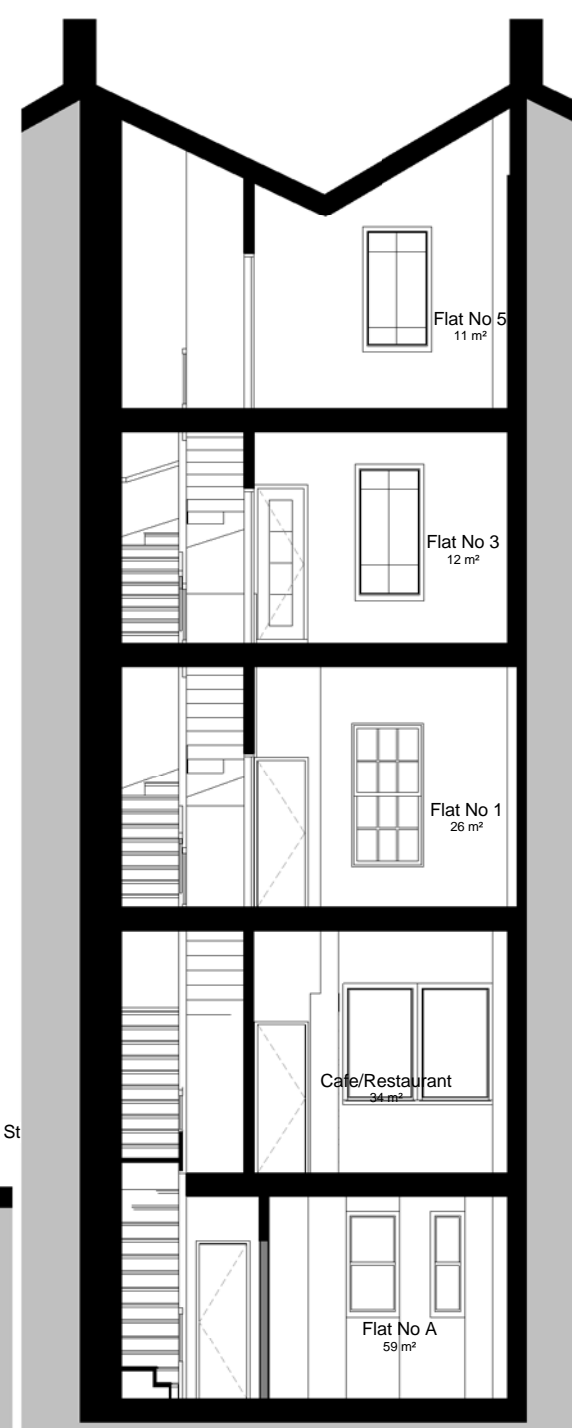 Flat No 5
11 m²
Flat No 3
12 m²
Flat No 1
26 m²
Cafe/Restaurant
34 m²
St
Flat No A
59 m²